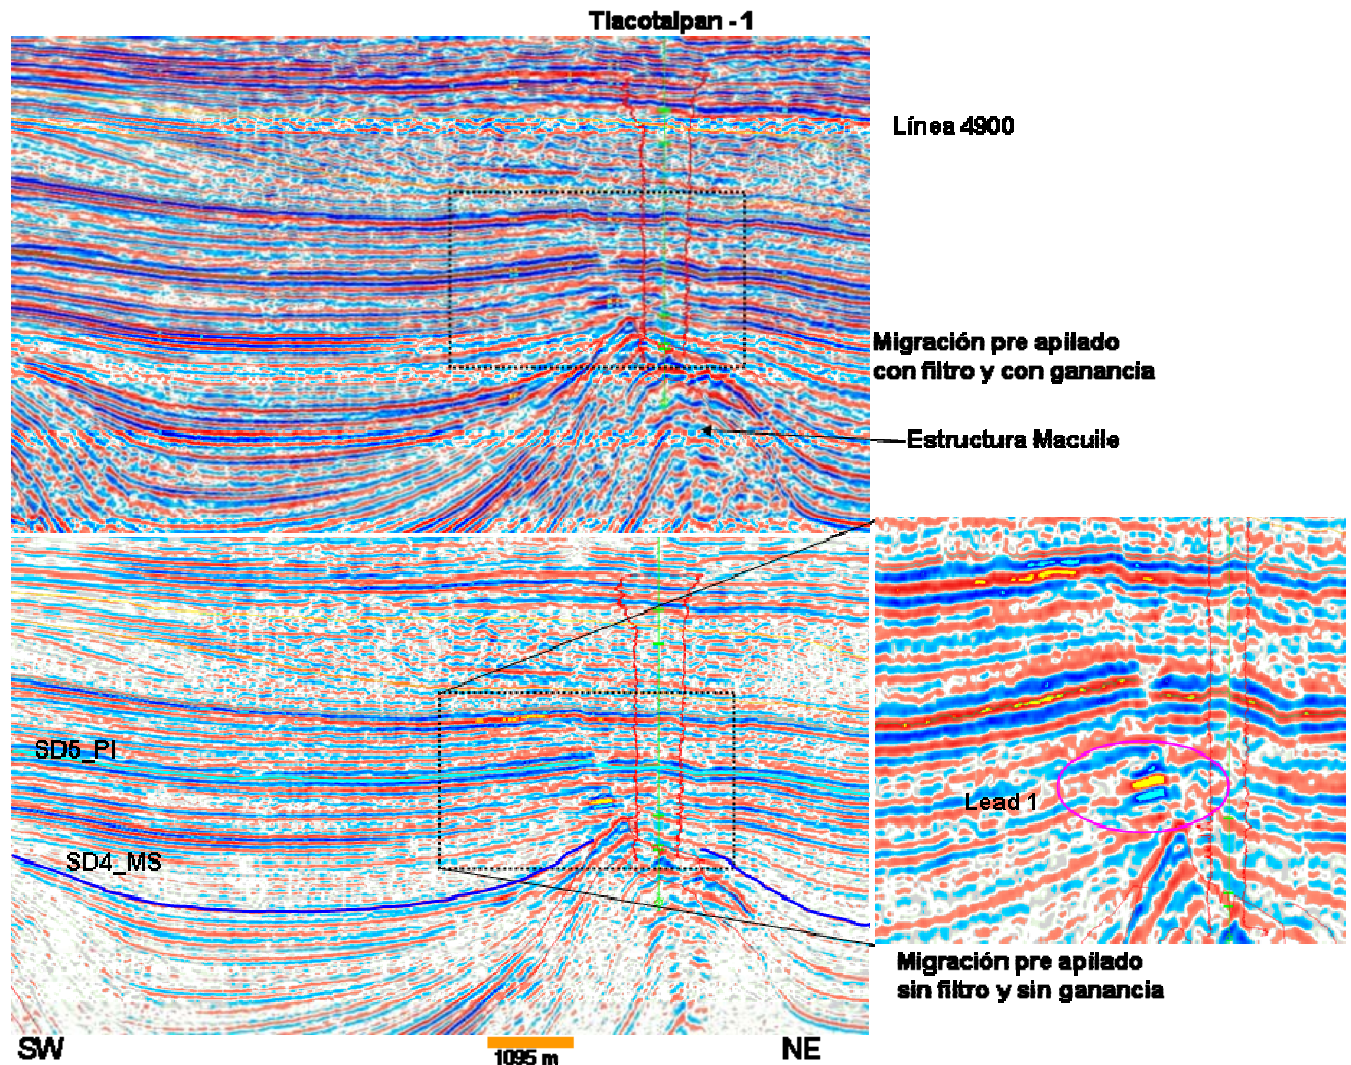 Tlacotalpan - 1
Línea 4900
Migración pre apilado
con filtro y con ganancia
Estructura Macuile
SD5_PI
Lead 1
SD4_MS
Migración pre apilado
sin filtro y sin ganancia
SW
1095 m
NE